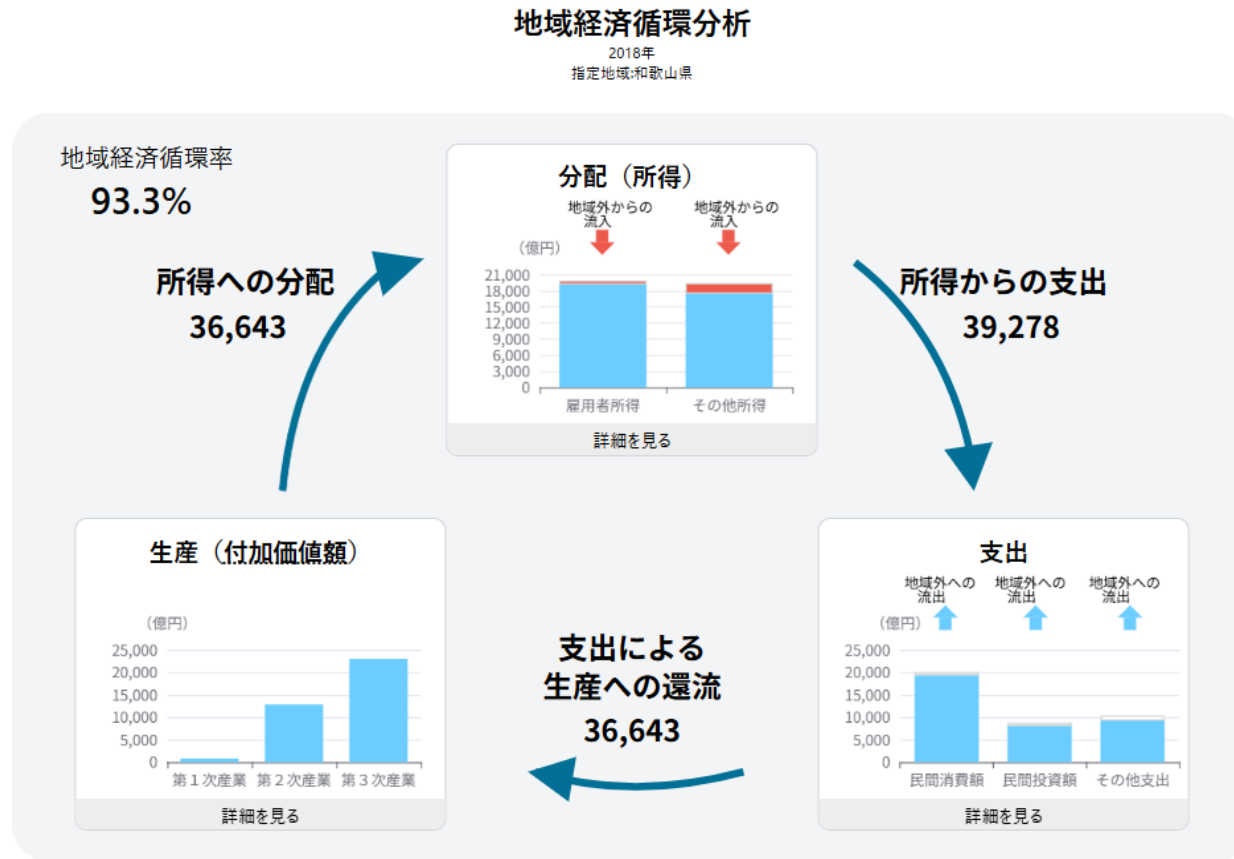 地域経済循環分析
2018年
指定地域:和歌山県
地域経済循環率
93.3%
所得への分配
36,643
分配（所得）
地域外からの
流入
地域外からの
流入
（億円）
21,000
18,000
15,000
12,000
9,000
6,000
3,000
0
雇用者所得
その他所得
詳細を見る
所得からの支出
39,278
生産（付加価値額）
（億円）
25,000
20,000
15,000
10,000
5,000
0
第１次産業
第２次産業
第３次産業
詳細を見る
支出による
生産への還流
36,643
支出
地域外への
流出
地域外への
流出
地域外への
流出
（億円）
25,000
20,000
15,000
10,000
5,000
0
民間消費額
民間投資額
その他支出
詳細を見る